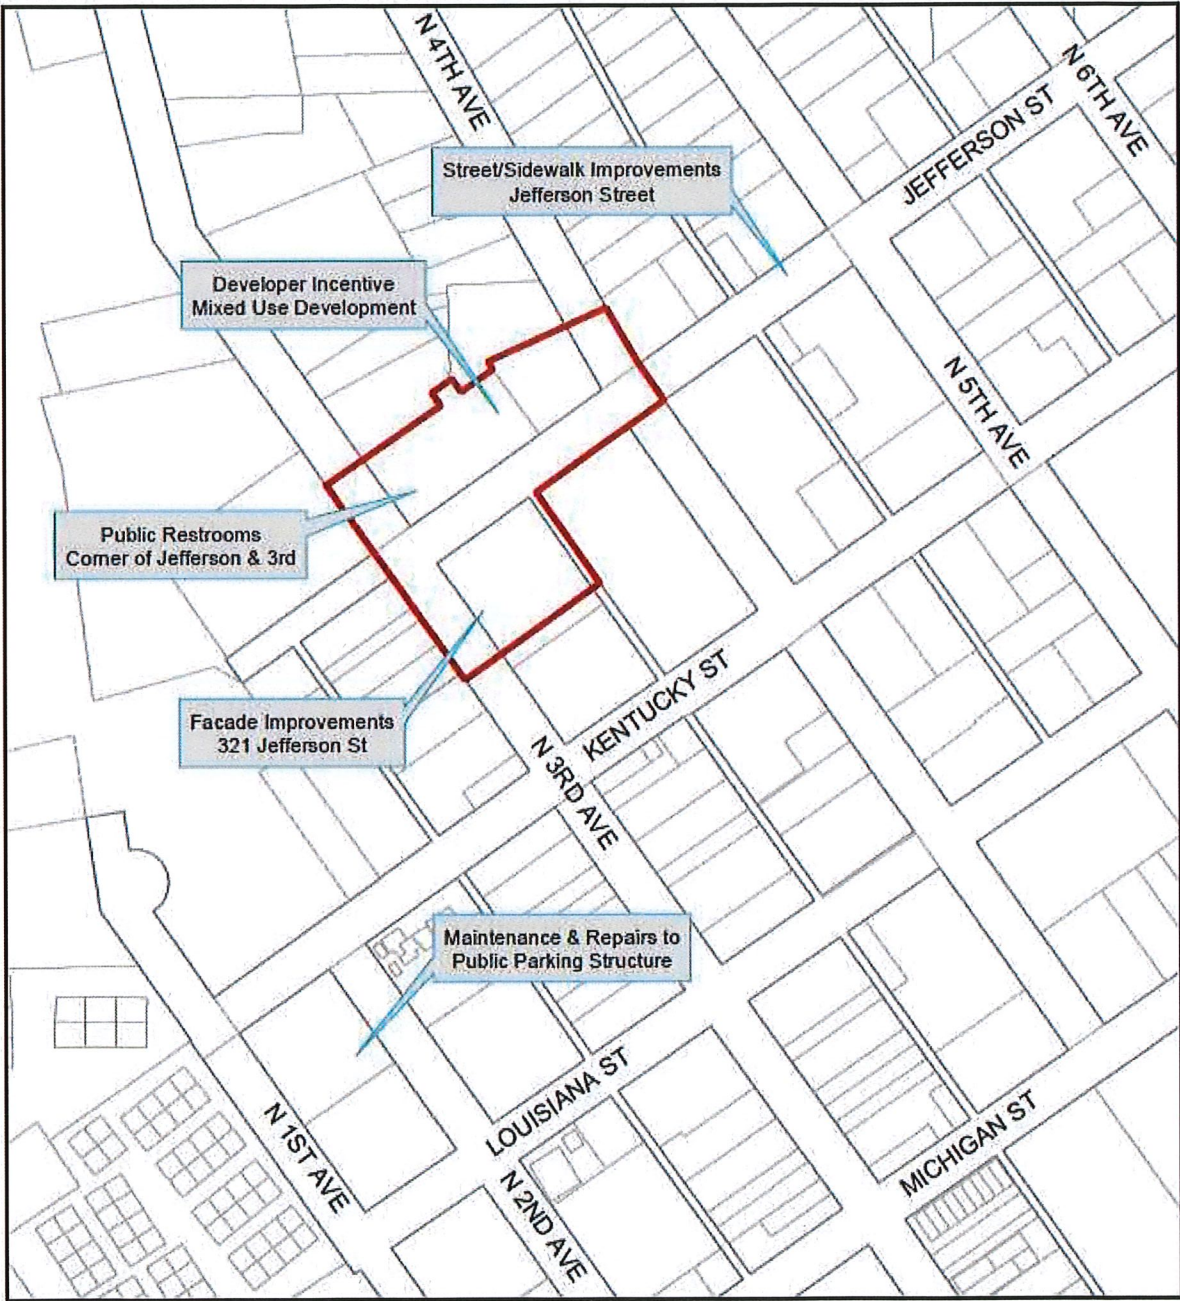 N 4TH AVE
N 6TH AVE
JEFFERSON ST
Street/Sidewalk Improvements
Jefferson Street
Developer Incentive
Mixed Use Development
N 5TH AVE
Public Restrooms
Corner of Jefferson & 3rd
KENTUCKY ST
Facade Improvements
321 Jefferson St
N 3RD AVE
Maintenance & Repairs to
Public Parking Structure
LOUISIANA ST
N 1ST AVE
MICHIGAN ST
N 2ND AVE